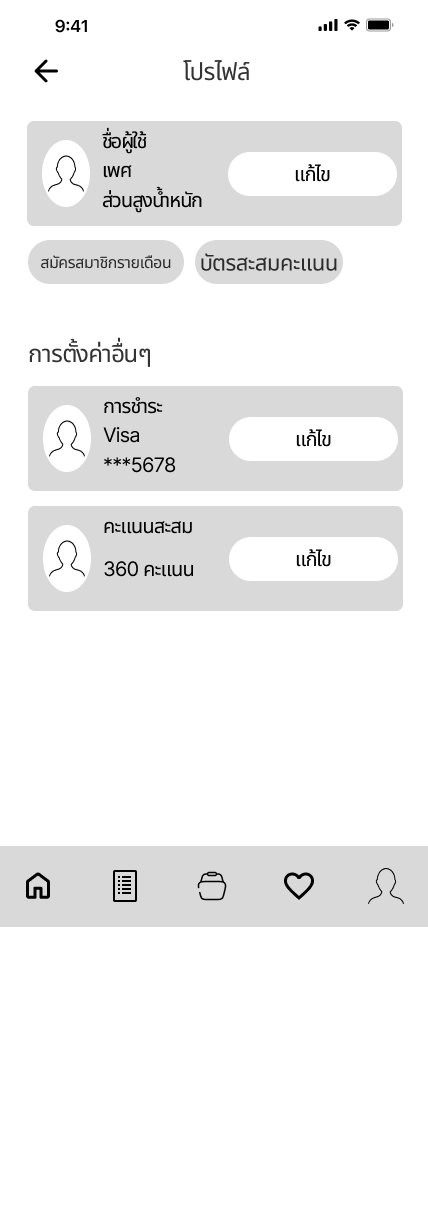 9:41
โปรไฟล์
ชื่อผู้ใช้
เพศ
ส่วนสูงน้ำหนัก
แก้ไข
สมัครสมาชิกรายเดือน
บัตรสะสมคะแนน
การตั้งค่าอื่นๆ
การชำระ
Visa
***5678
แก้ไข
คะแนนสะสม
360 คะแนน
แก้ไข